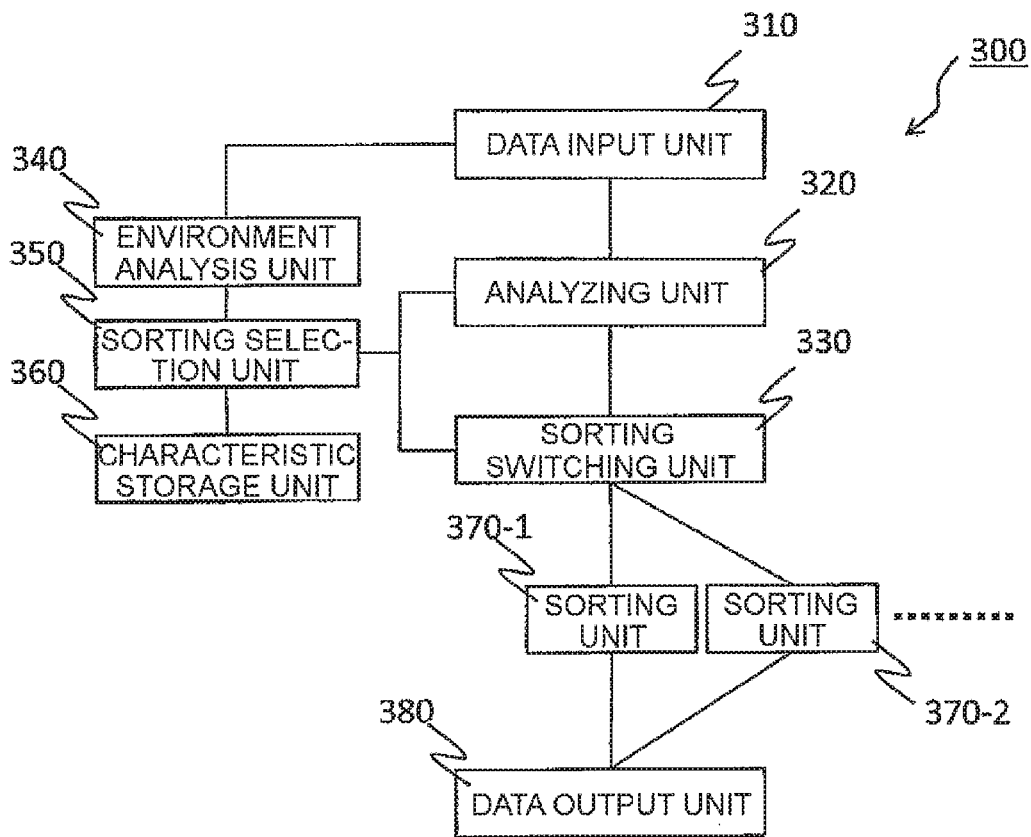 310
300
DATA INPUT UNIT
340
320
ENVIRONMENT
ANALYSIS UNIT
350
ANALYZING UNIT
SORTING SELEC-
TION UNIT
330
360
SORTING
SWITCHING UNIT
CHARACTERISTIC
STORAGE UNIT
370-1
SORTING
UNIT
SORTING
UNIT
370-2
380
DATA OUTPUT UNIT